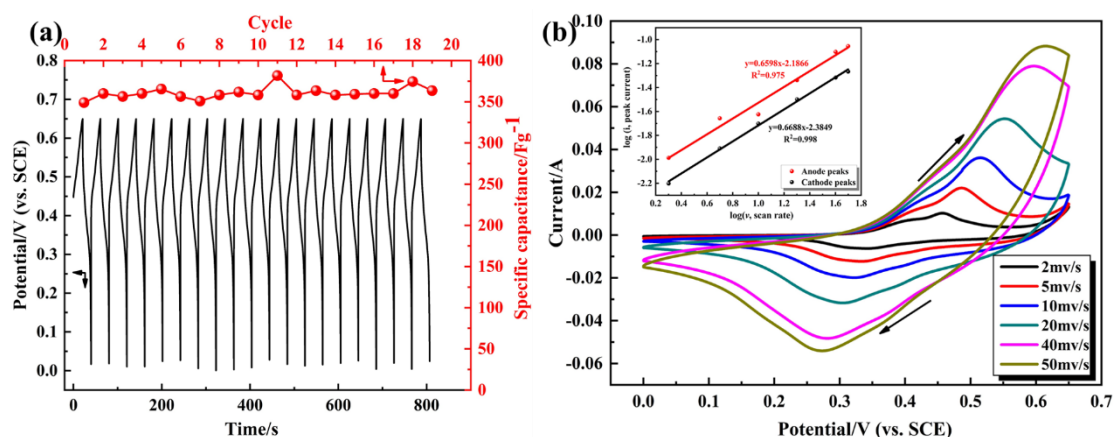 (a)
Cycle
0 2 4 6 8 10 12 14 16 18 20
Potential/V (vs. SCE)
0.8
0.7
0.6
0.5
0.4
0.3
0.2
0.1
0.0
400
350
300
250
200
150
100
50
0
Specific capacitance/Fg⁻¹
0 200 400 600 800
Time/s
(b)
Current/A
0.10
0.08
0.06
0.04
0.02
0.00
-0.02
-0.04
-0.06
0.0 0.1 0.2 0.3 0.4 0.5 0.6 0.7
Potential/V (vs. SCE)
log (i, peak current)
-1.0
-1.2
-1.4
-1.6
-1.8
-2.0
-2.2
y=0.6598x-2.1866
R²=0.975
y=0.6688x-2.3849
R²=0.998
Anode peaks
Cathode peaks
0.2 0.4 0.6 0.8 1.0 1.2 1.4 1.6 1.8
log(v, scan rate)
2mv/s
5mv/s
10mv/s
20mv/s
40mv/s
50mv/s